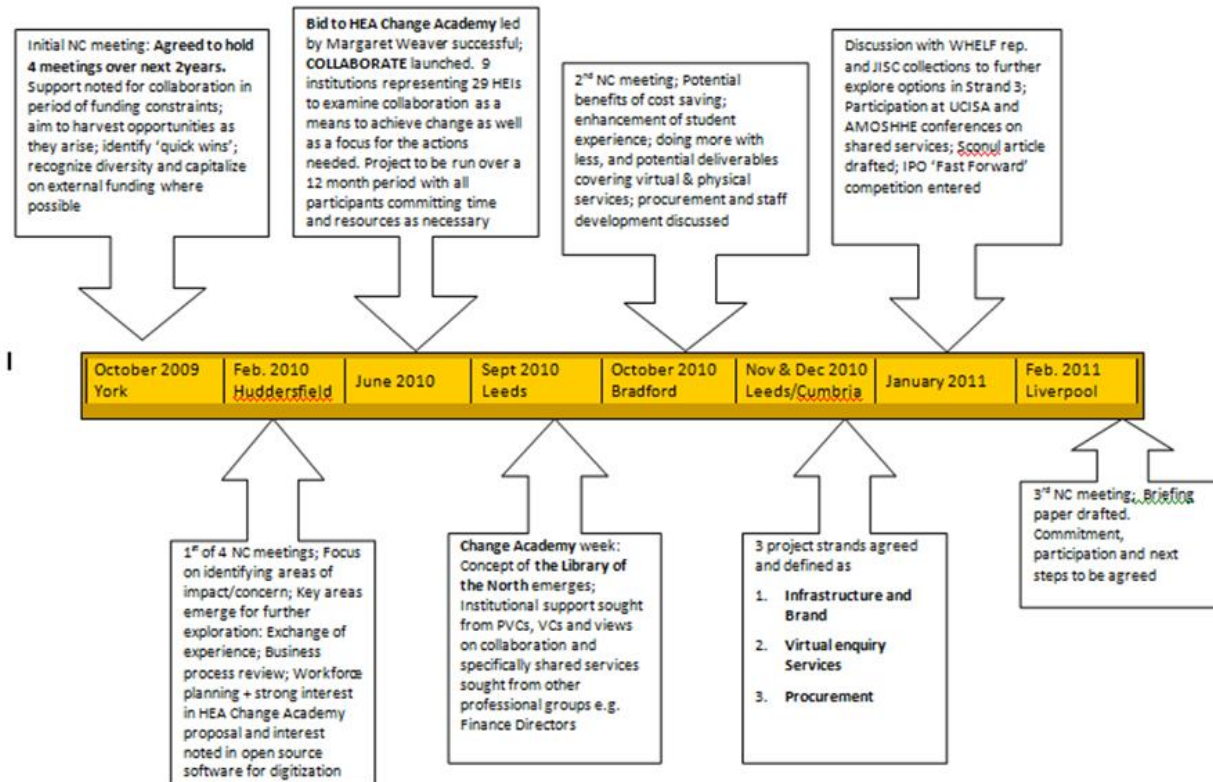 Initial NC meeting: Agreed to hold
4 meetings over next 2years.
Support noted for collaboration in
period of funding constraints;
aim to harvest opportunities as
they arise; identify ‘quick wins’;
recognize diversity and capitalize
on external funding where
possible
Bid to HEA Change Academy led
by Margaret Weaver successful;
COLLABORATE launched. 9
institutions representing 29 HEIs
to examine collaboration as a
means to achieve change as well
as a focus for the actions
needed. Project to be run over a
12 month period with all
participants committing time
and resources as necessary
2nd NC meeting; Potential
benefits of cost saving;
enhancement of student
experience; doing more with
less, and potential deliverables
covering virtual & physical
services; procurement and staff
development discussed
Discussion with WHELF rep.
and JISC collections to further
explore options in Strand 3;
Participation at UCISA and
AMOSHHE conferences on
shared services; Sconul article
drafted; IPO ‘Fast Forward’
competition entered
I
October 2009
York
Feb. 2010
Huddersfield
June 2010
Sept 2010
Leeds
October 2010
Bradford
Nov & Dec 2010
Leeds/Cumbria
January 2011
Feb. 2011
Liverpool
1st of 4 NC meetings; Focus
on identifying areas of
impact/concern; Key areas
emerge for further
exploration: Exchange of
experience; Business
process review; Workforce
planning + strong interest
in HEA Change Academy
proposal and interest
noted in open source
software for digitization
Change Academy week:
Concept of the Library of
the North emerges;
Institutional support sought
from PVCs, VCs and views
on collaboration and
specifically shared services
sought from other
professional groups e.g.
Finance Directors
3 project strands agreed
and defined as
1. Infrastructure and
Brand
2. Virtual enquiry
Services
3. Procurement
3rd NC meeting; Briefing
paper drafted.
Commitment,
participation and next
steps to be agreed